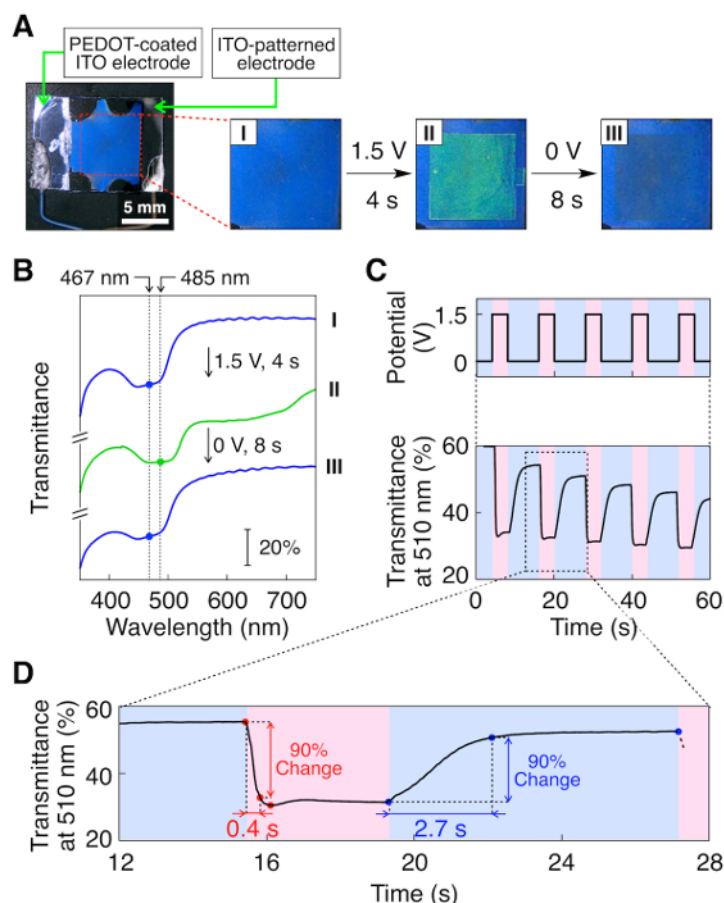 A
PEDOT-coated
ITO electrode
ITO-patterned
electrode
5 mm
I
1.5 V
4 s
II
0 V
8 s
III
B
467 nm
485 nm
I
1.5 V, 4 s
II
0 V, 8 s
III
20%
Transmittance
400 500 600 700
Wavelength (nm)
C
Potential
(V)
1.5
0
Transmittance
at 510 nm (%)
60
40
20
0 20 40 60
Time (s)
D
Transmittance
at 510 nm (%)
60
40
20
90%
Change
0.4 s
90%
Change
2.7 s
12 16 20 24 28
Time (s)